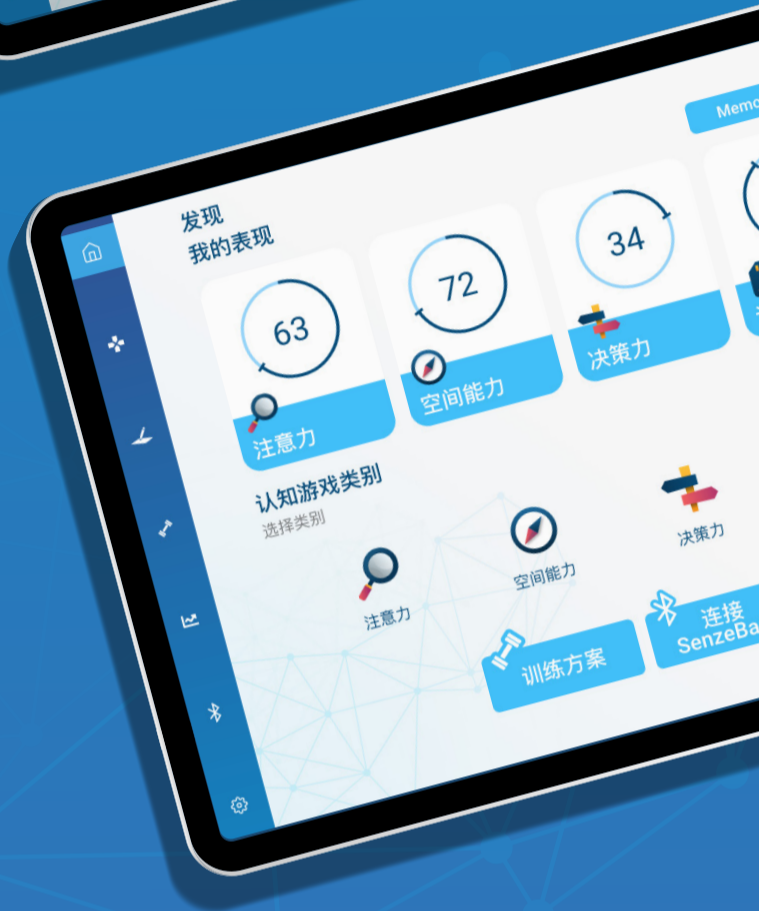 Memo
发现
我的表现
63
72
34
注意力
空间能力
决策力
认知游戏类别
选择类别
注意力
空间能力
决策力
训练方案
连接
SenzeBa